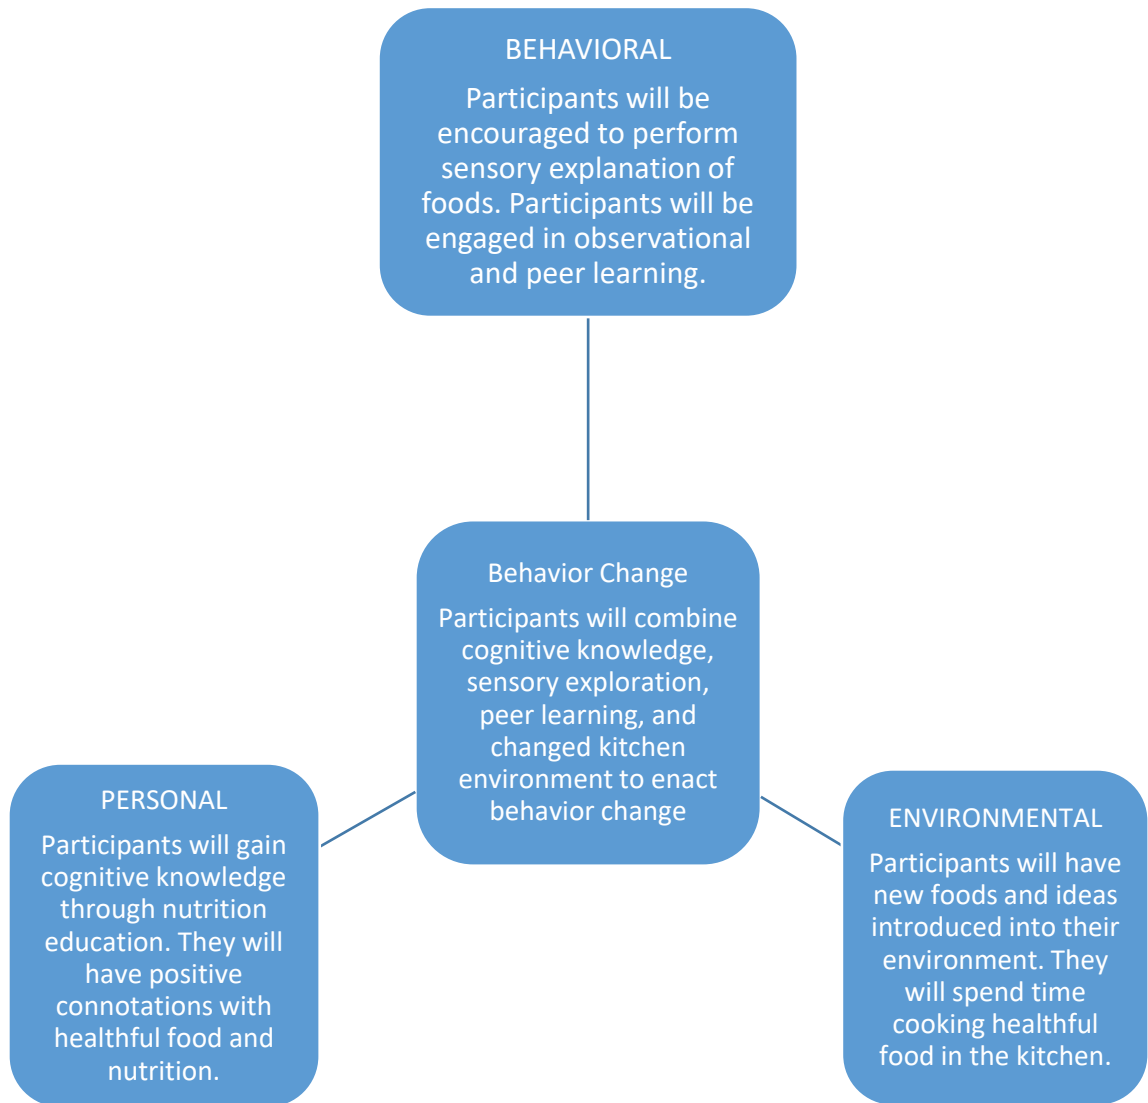 BEHAVIORAL
Participants will be
encouraged to perform
sensory explanation of
foods. Participants will be
engaged in observational
and peer learning.
Behavior Change
Participants will combine
cognitive knowledge,
sensory exploration,
peer learning, and
changed kitchen
environment to enact
behavior change
PERSONAL
Participants will gain
cognitive knowledge
through nutrition
education. They will
have positive
connotations with
healthful food and
nutrition.
ENVIRONMENTAL
Participants will have
new foods and ideas
introduced into their
environment. They
will spend time
cooking healthful
food in the kitchen.